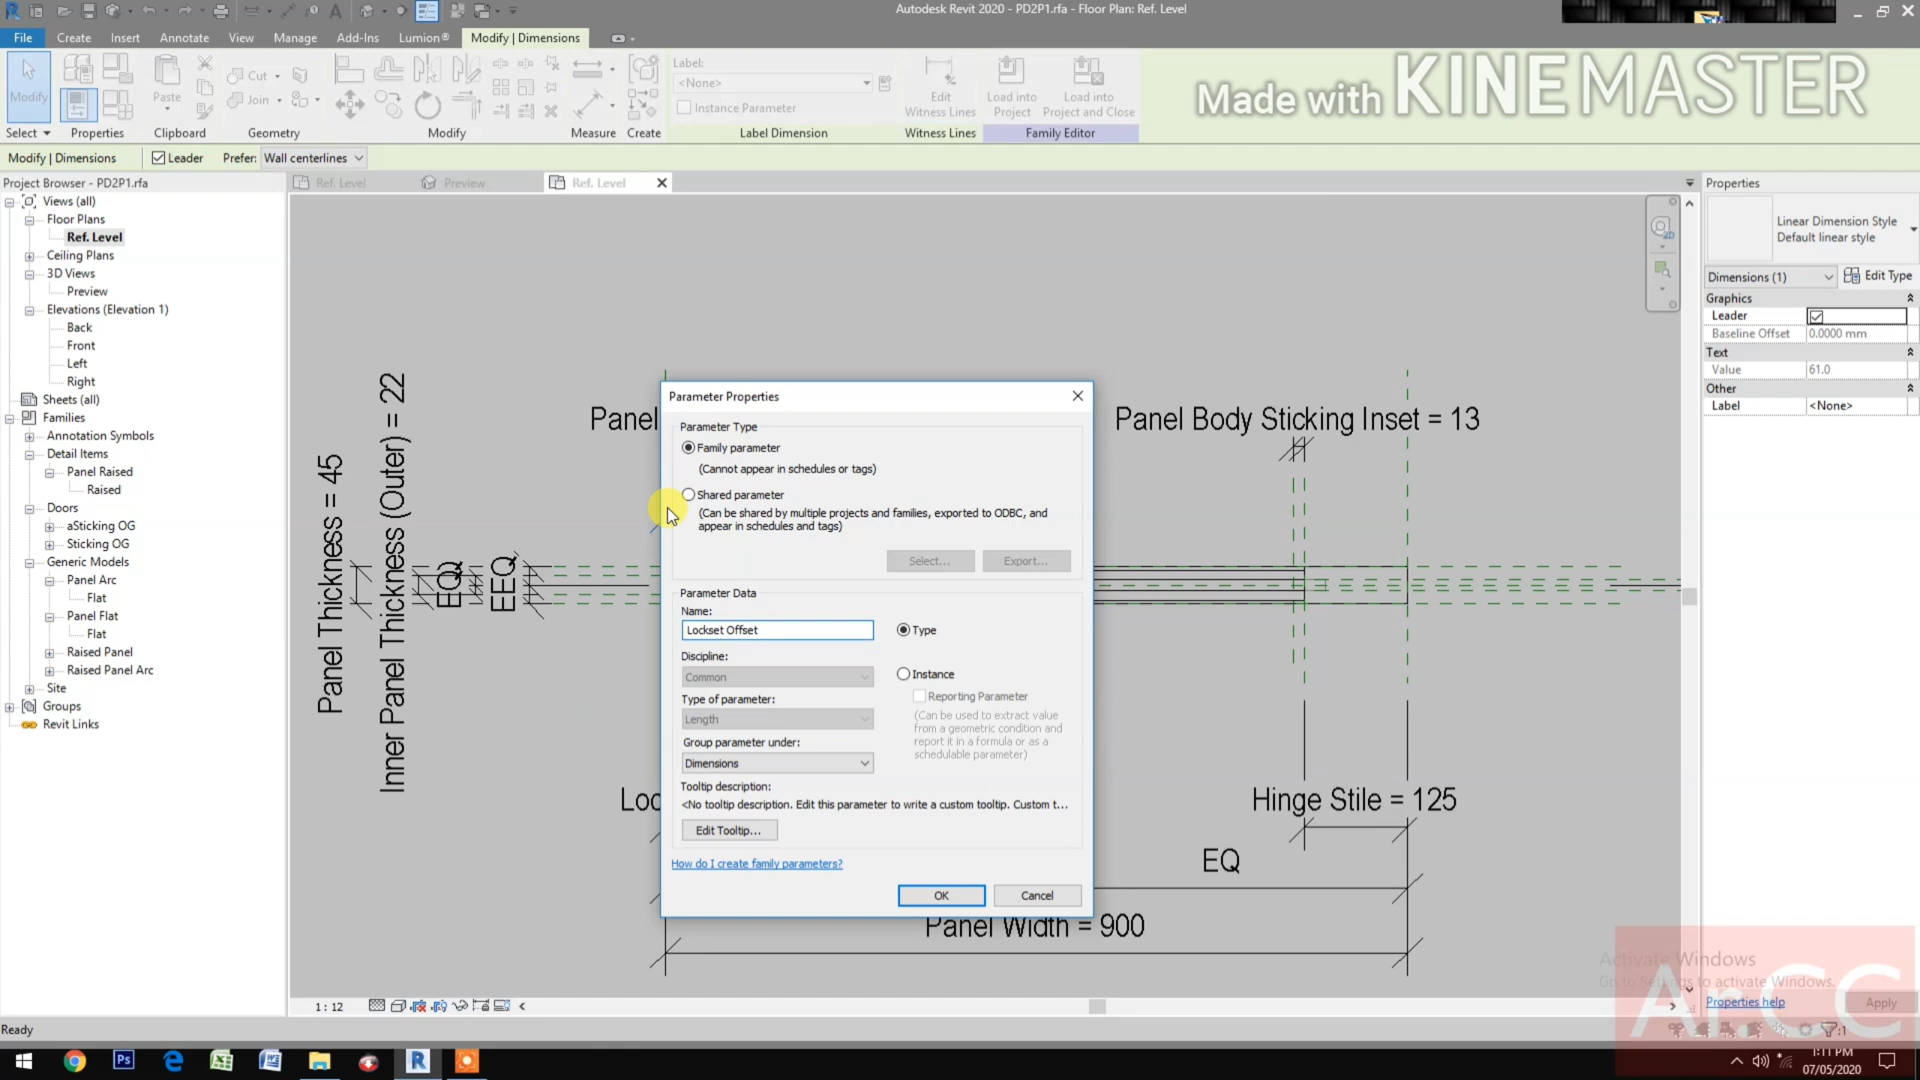 Autodesk Revit 2020 - PD2P1.rfa - Floor Plan: Ref. Level
File Create Insert Annotate View Manage Add-Ins Lumion® Modify | Dimensions
Modify
Cut
Join
Paste
Label:
<None>
Instance Parameter
Edit Witness Lines
Load into Project
Load into Project and Close
Made with KINEMASTER
Select Properties Clipboard Geometry Modify Measure Create Label Dimension Witness Lines Family Editor
Modify | Dimensions Leader Prefer: Wall centerlines
Project Browser - PD2P1.rfa
Ref. Level Preview Ref. Level
Views (all)
Floor Plans
Ref. Level
Ceiling Plans
3D Views
Preview
Elevations (Elevation 1)
Back
Front
Left
Right
Sheets (all)
Families
Annotation Symbols
Detail Items
Panel Raised
Raised
Doors
aSticking OG
Sticking OG
Generic Models
Panel Arc
Flat
Panel Flat
Flat
Raised Panel
Raised Panel Arc
Site
Groups
Revit Links
Panel Thickness = 45
Inner Panel Thickness (Outer) = 22
EQ
EEQ
Panel
Panel Body Sticking Inset = 13
Hinge Stile = 125
EQ
Panel Width = 900
2D
Parameter Properties
Parameter Type
Family parameter
(Cannot appear in schedules or tags)
Shared parameter
(Can be shared by multiple projects and families, exported to ODBC, and
appear in schedules and tags)
Select... Export...
Parameter Data
Name:
Lockset Offset
Type
Discipline:
Common
Instance
Reporting Parameter
Type of parameter:
Length
(Can be used to extract value
from a geometric condition and
report it in a formula or as a
schedulable parameter)
Group parameter under:
Dimensions
Tooltip description:
<No tooltip description. Edit this parameter to write a custom tooltip. Custom t...
Edit Tooltip...
How do I create family parameters?
OK Cancel
Properties
Linear Dimension Style
Default linear style
Dimensions (1) Edit Type
Graphics
Leader
Baseline Offset 0.0000 mm
Text
Value 61.0
Other
Label <None>
Activate Windows
Go to Settings to activate Windows.
Properties help Apply
ArCC
1 : 12
Ready
:1
1:11 PM
07/05/2020